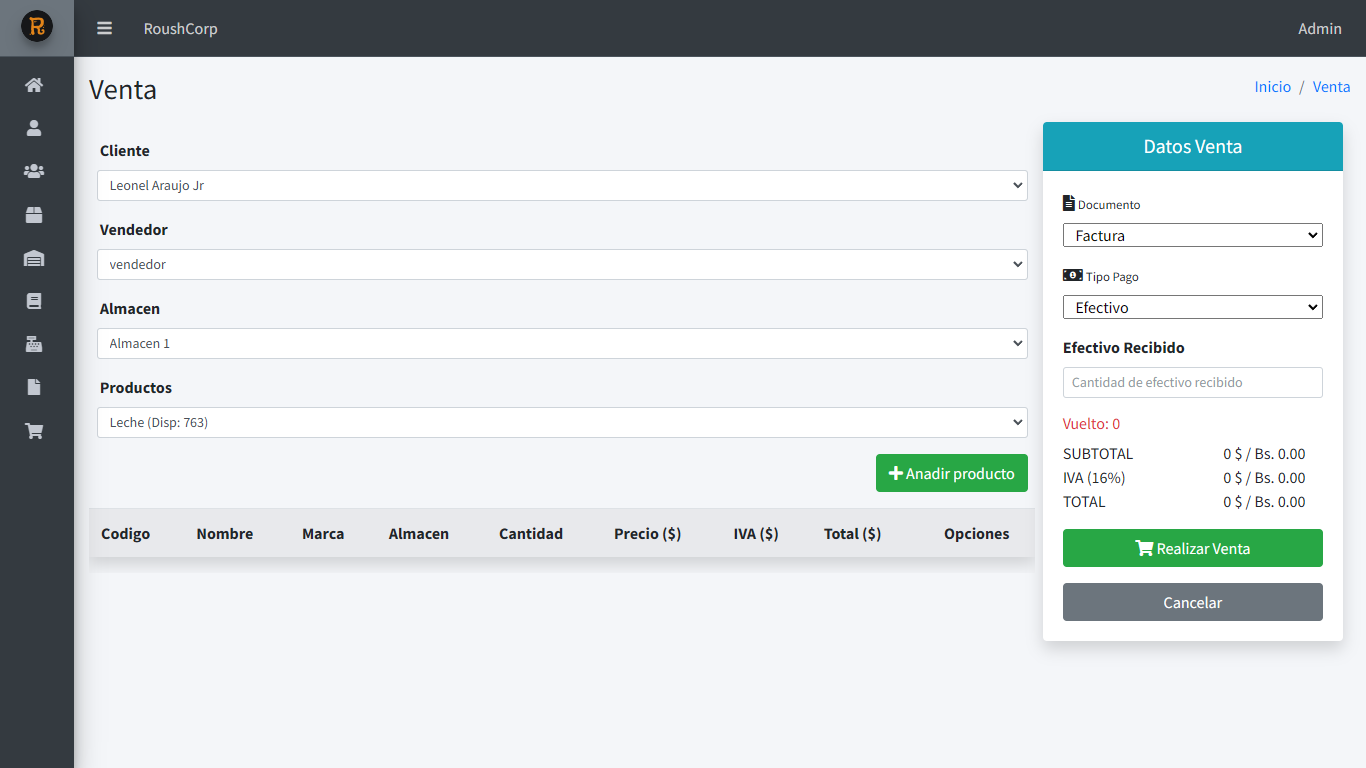 R
RoushCorp
Admin
Venta
Inicio / Venta
Cliente
Leonel Araujo Jr
Vendedor
vendedor
Almacen
Almacen 1
Productos
Leche (Disp: 763)
Anadir producto
Codigo Nombre Marca Almacen Cantidad Precio ($) IVA ($) Total ($) Opciones
Datos Venta
Documento
Factura
Tipo Pago
Efectivo
Efectivo Recibido
Cantidad de efectivo recibido
Vuelto: 0
SUBTOTAL 0 $ / Bs. 0.00
IVA (16%) 0 $ / Bs. 0.00
TOTAL 0 $ / Bs. 0.00
Realizar Venta
Cancelar